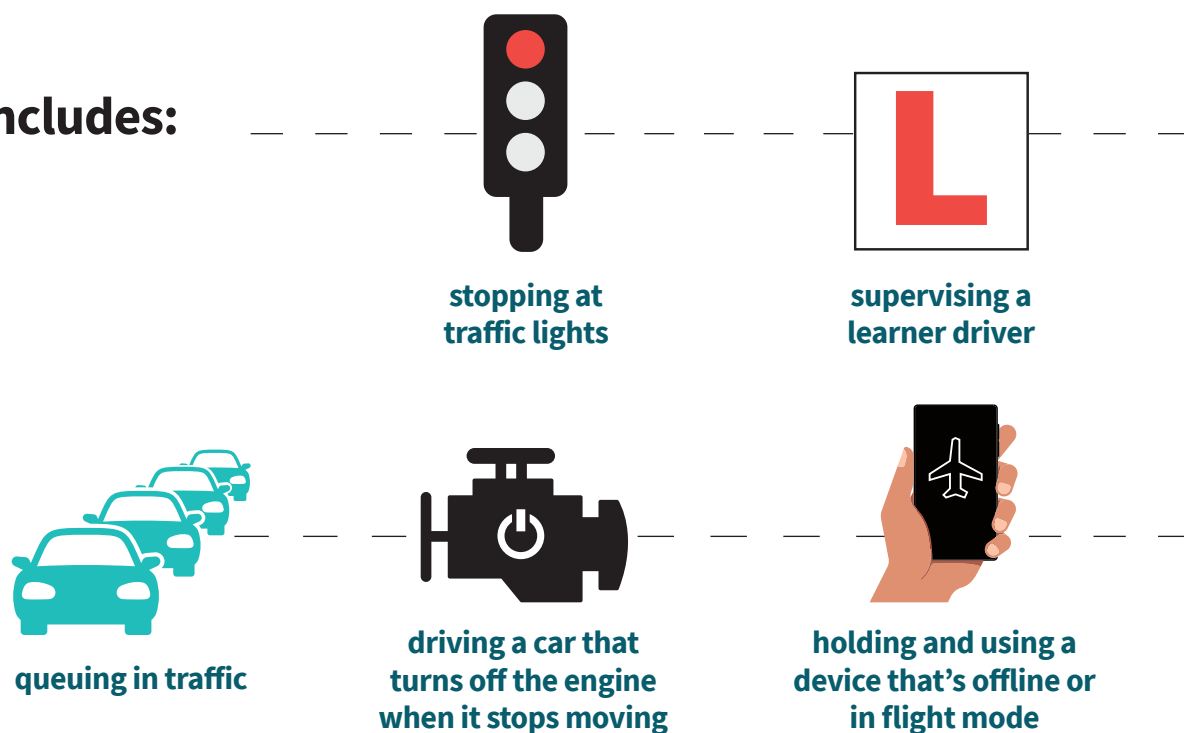 ncludes:
L
stopping at
traffic lights
supervising a
learner driver
queuing in traffic
driving a car that
turns off the engine
when it stops moving
holding and using a
device that's offline or
in flight mode